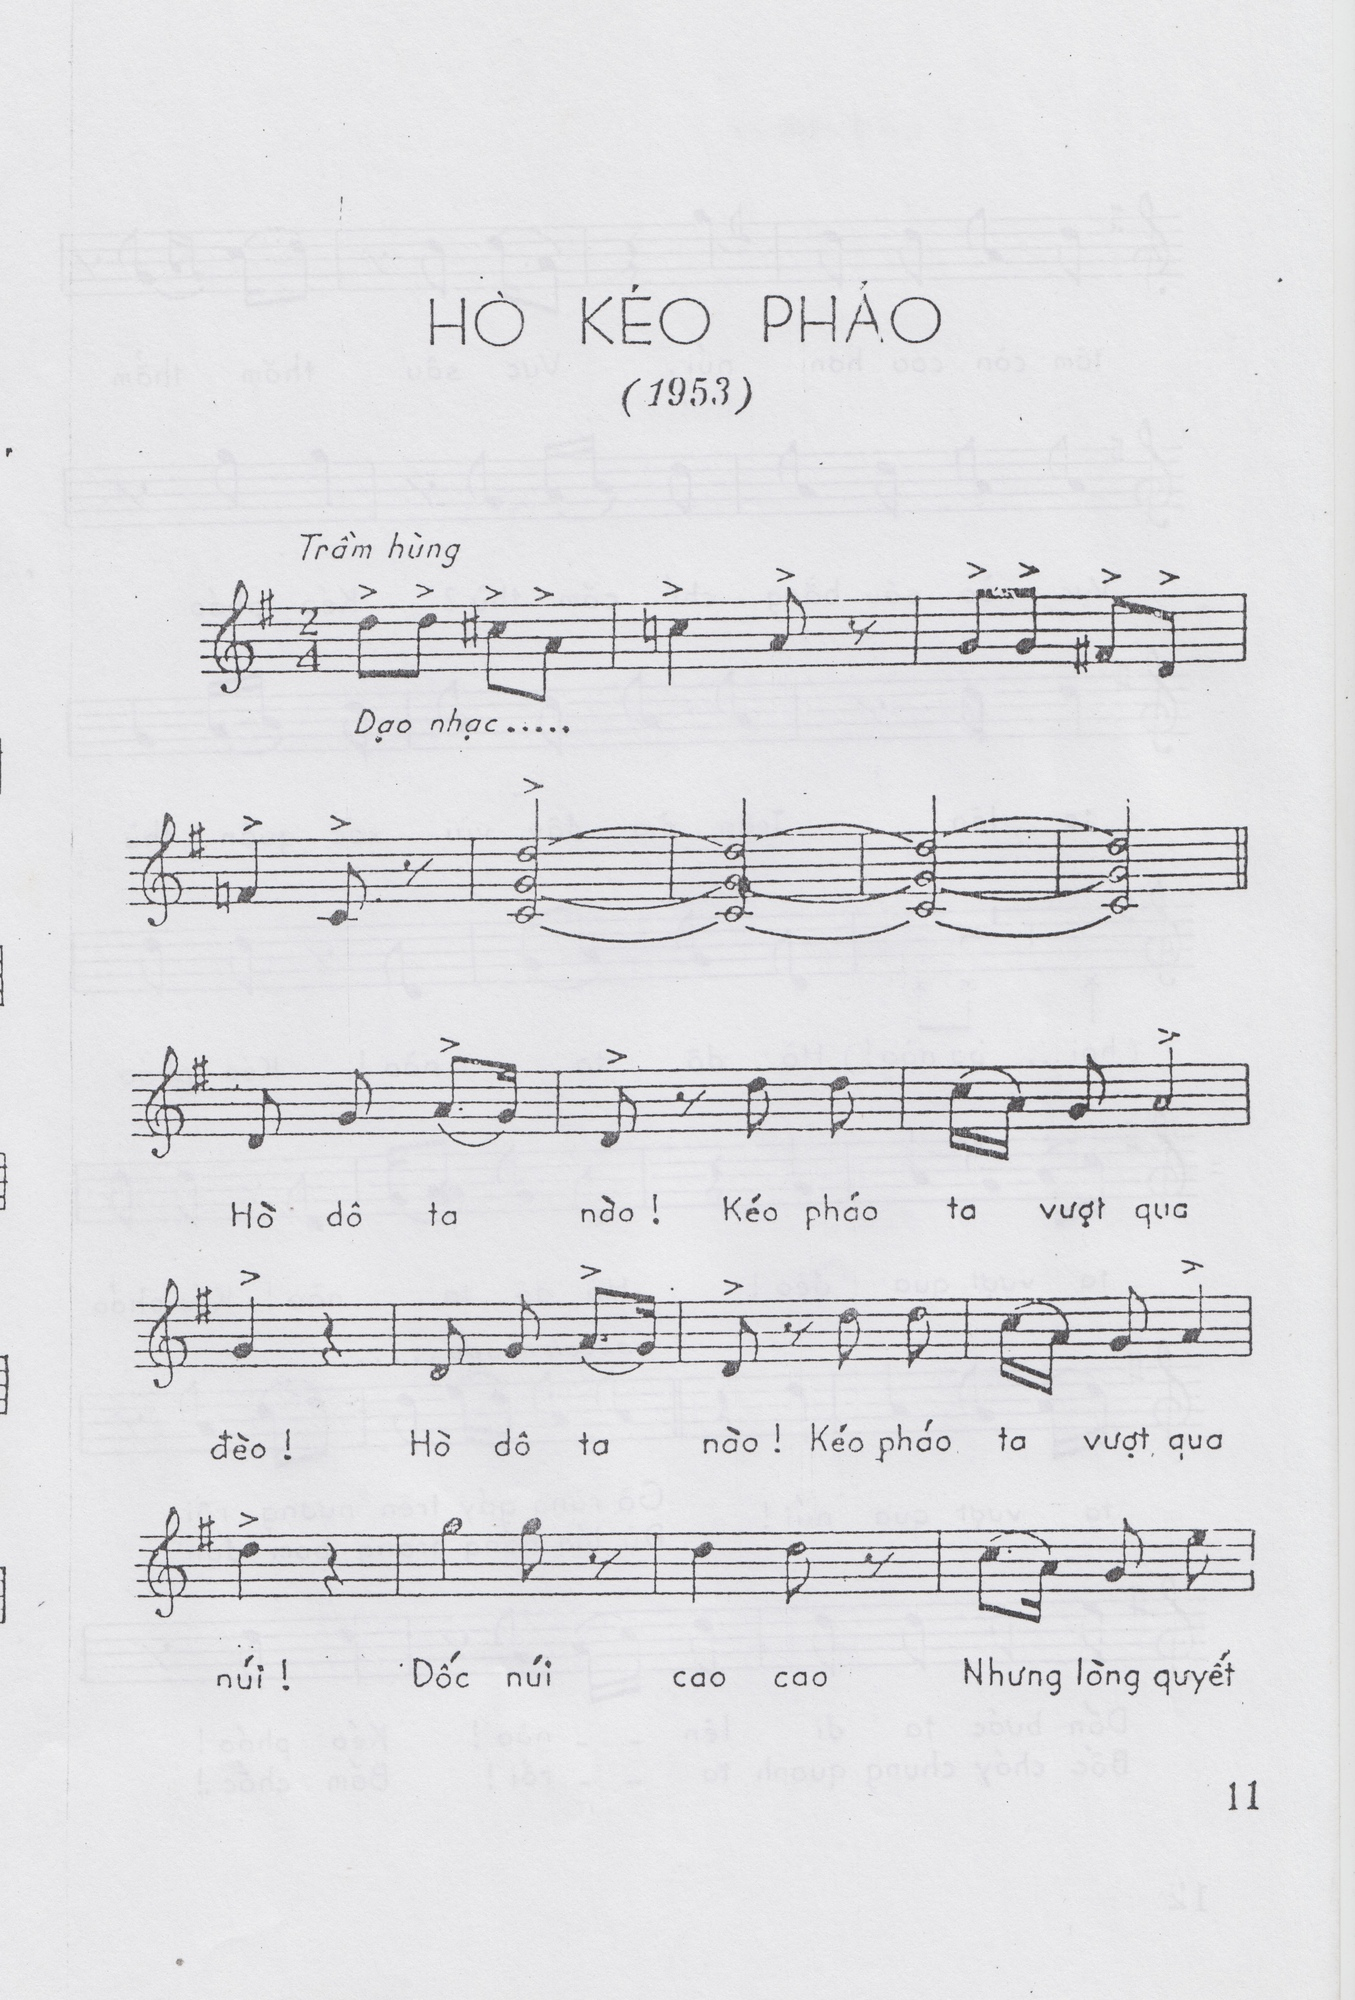 HÒ KÉO PHÁO
(1953)
Trầm hùng
2
4
Dạo nhạc.....
Hò dô ta nào ! Kéo pháo ta vượt qua
đèo ! Hò dô ta nào ! Kéo pháo ta vượt qua
núi ! Dốc núi cao cao Nhưng lòng quyết
11